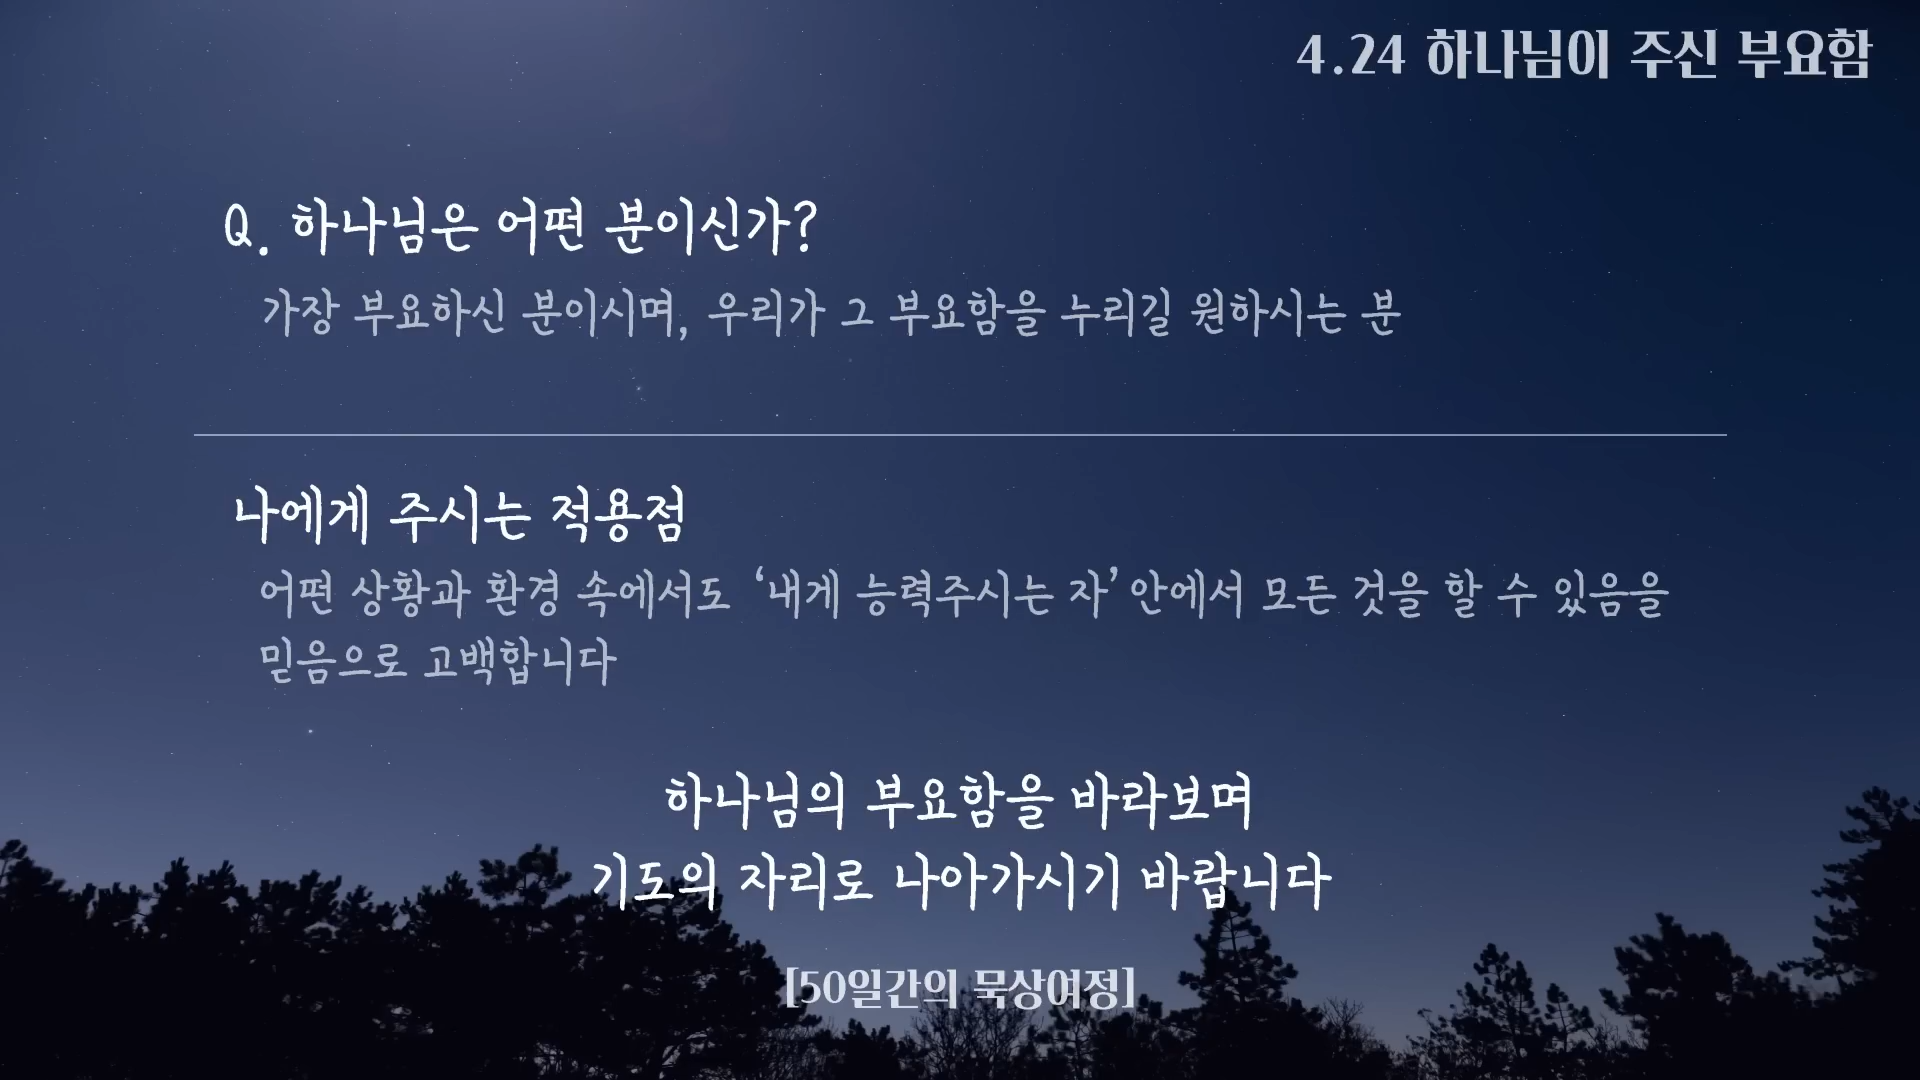 4.24 하나님이 주신 부요함
Q. 하나님은 어떤 분이신가?
가장 부요하신 분이시며, 우리가 그 부요함을 누리길 원하시는 분
나에게 주시는 적용점
어떤 상황과 환경 속에서도 ‘내게 능력주시는 자’ 안에서 모든 것을 할 수 있음을
믿음으로 고백합니다
하나님의 부요함을 바라보며
기도의 자리로 나아가시기 바랍니다
[50일간의 묵상여정]